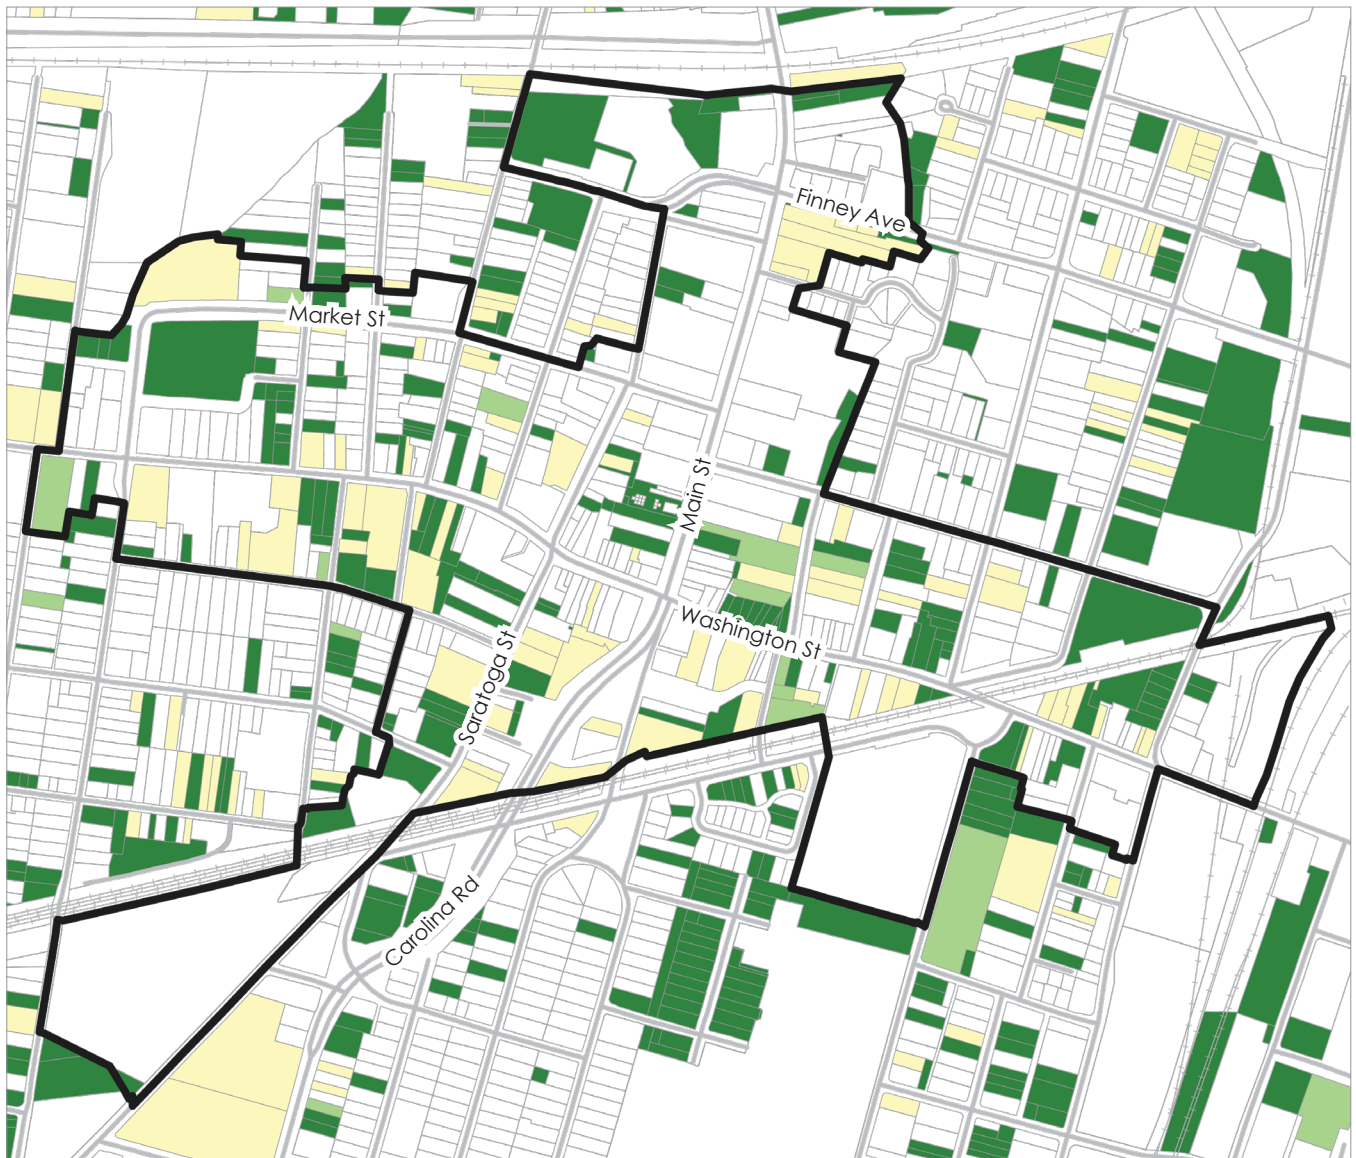 Finney Ave
Market St
Main St
Washington St
Saratoga St
Carolina Rd